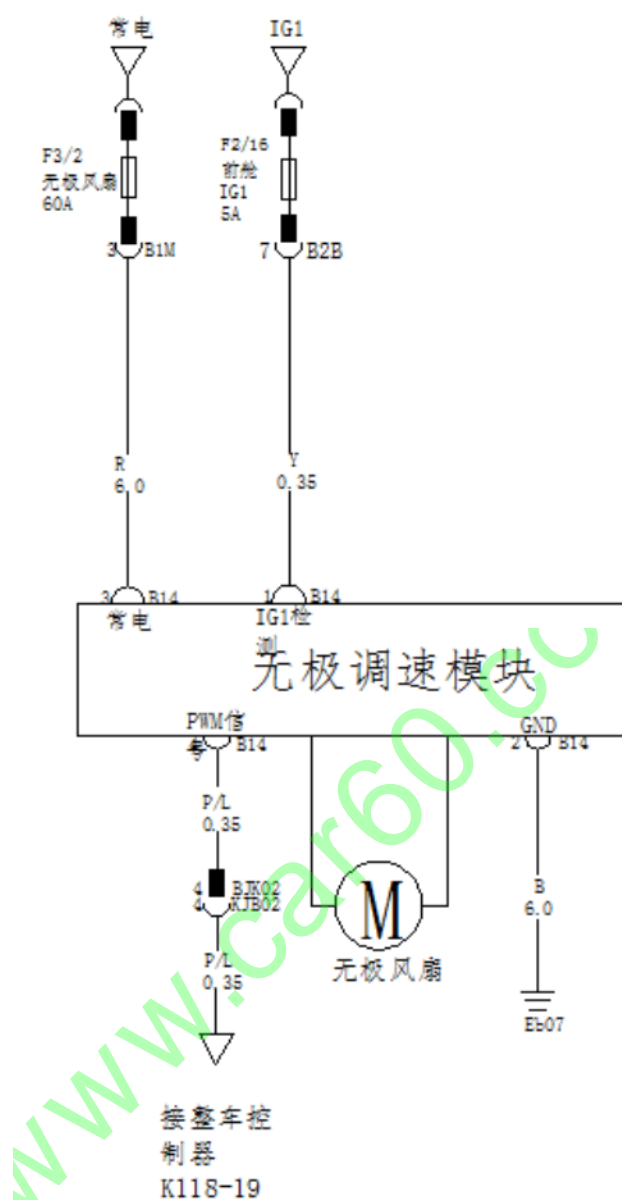 常电
IG1
F3/2
无极风扇
60A
F2/16
前舱
IG1
5A
3 B1M
7 B2B
R
6.0
Y
0.35
3 B14
1 B14
常电
IG1检
测
无极调速模块
PWM信
号
B14
GND
2 B14
P/L
0.35
4 BJK02
4 KJB02
P/L
0.35
M
无极风扇
B
6.0
Eb07
接整车控
制器
K118-19
www.car60.co